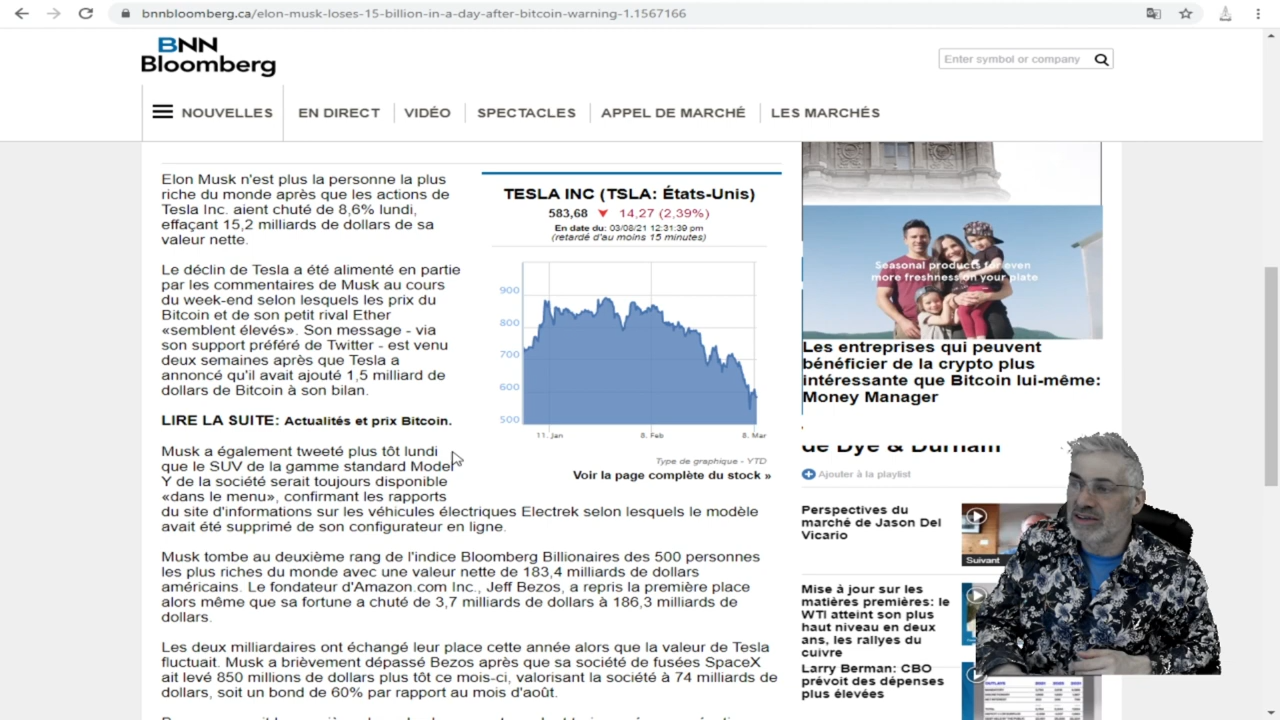 bnnbloomberg.ca/elon-musk-loses-15-billion-in-a-day-after-bitcoin-warning-1.1567166
BNN
Bloomberg
Enter symbol or company
NOUVELLES
EN DIRECT
VIDÉO
SPECTACLES
APPEL DE MARCHÉ
LES MARCHÉS
Elon Musk n'est plus la personne la plus
riche du monde après que les actions de
Tesla Inc. aient chuté de 8,6% lundi,
effaçant 15,2 milliards de dollars de sa
valeur nette.
Le déclin de Tesla a été alimenté en partie
par les commentaires de Musk au cours
du week-end selon lesquels les prix du
Bitcoin et de son petit rival Ether
«semblent élevés». Son message - via
son support préféré de Twitter - est venu
deux semaines après que Tesla a
annoncé qu'il avait ajouté 1,5 milliard de
dollars de Bitcoin à son bilan.
LIRE LA SUITE: Actualités et prix Bitcoin.
Musk a également tweeté plus tôt lundi
que le SUV de la gamme standard Model
Y de la société serait toujours disponible
«dans le menu», confirmant les rapports
du site d'informations sur les véhicules électriques Electrek selon lesquels le modèle
avait été supprimé de son configurateur en ligne.
Musk tombe au deuxième rang de l'indice Bloomberg Billionaires des 500 personnes
les plus riches du monde avec une valeur nette de 183,4 milliards de dollars
américains. Le fondateur d'Amazon.com Inc., Jeff Bezos, a repris la première place
alors même que sa fortune a chuté de 3,7 milliards de dollars à 186,3 milliards de
dollars.
Les deux milliardaires ont échangé leur place cette année alors que la valeur de Tesla
fluctuait. Musk a brièvement dépassé Bezos après que sa société de fusées SpaceX
ait levé 850 millions de dollars plus tôt ce mois-ci, valorisant la société à 74 milliards de
dollars, soit un bond de 60% par rapport au mois d'août.
TESLA INC (TSLA: États-Unis)
583,68 ▼ 14,27 (2,39%)
En date du: 03/08/21 12:31:39 pm
(retardé d'au moins 15 minutes)
900
800
700
600
500
11. Jan
8. Feb
8. Mar
Type de graphique - YTD
Voir la page complète du stock »
Seasonal products for even
more freshness on your plate
Les entreprises qui peuvent
bénéficier de la crypto plus
intéressante que Bitcoin lui-même:
Money Manager
de Dye & Durham
Ajouter à la playlist
Perspectives du
marché de Jason Del
Vicario
Suivant
Mise à jour sur les
matières premières: le
WTI atteint son plus
haut niveau en deux
ans, les rallyes du
cuivre
Larry Berman: CBO
prévoit des dépenses
plus élevées